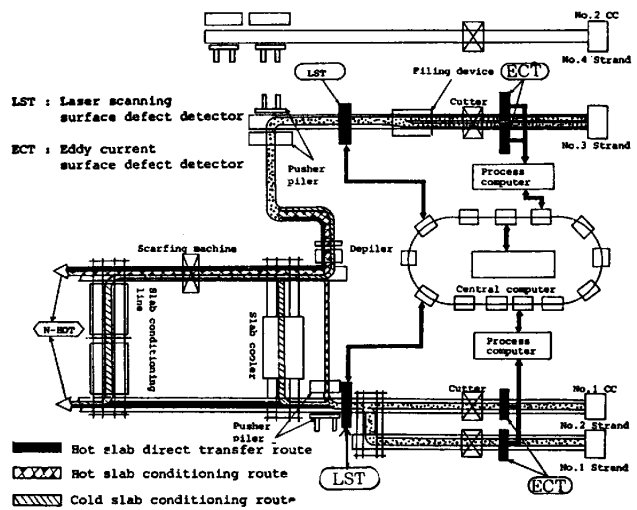 No.2 CC
No.4 Strand
LST
Piling device
ECT
LST : Laser scanning
surface defect detector
Cutter
ECT : Eddy current
surface defect detector
No.3 Strand
Pusher
piler
Process
computer
Scarfing machine
Depiler
Central computer
N-HOT
Slab conditioning
line
Slab cooler
Process
computer
Cutter
No.1 CC
No.2 Strand
Pusher
piler
No.1 Strand
Hot slab direct transfer route
LST
ECT
Hot slab conditioning route
Cold slab conditioning route